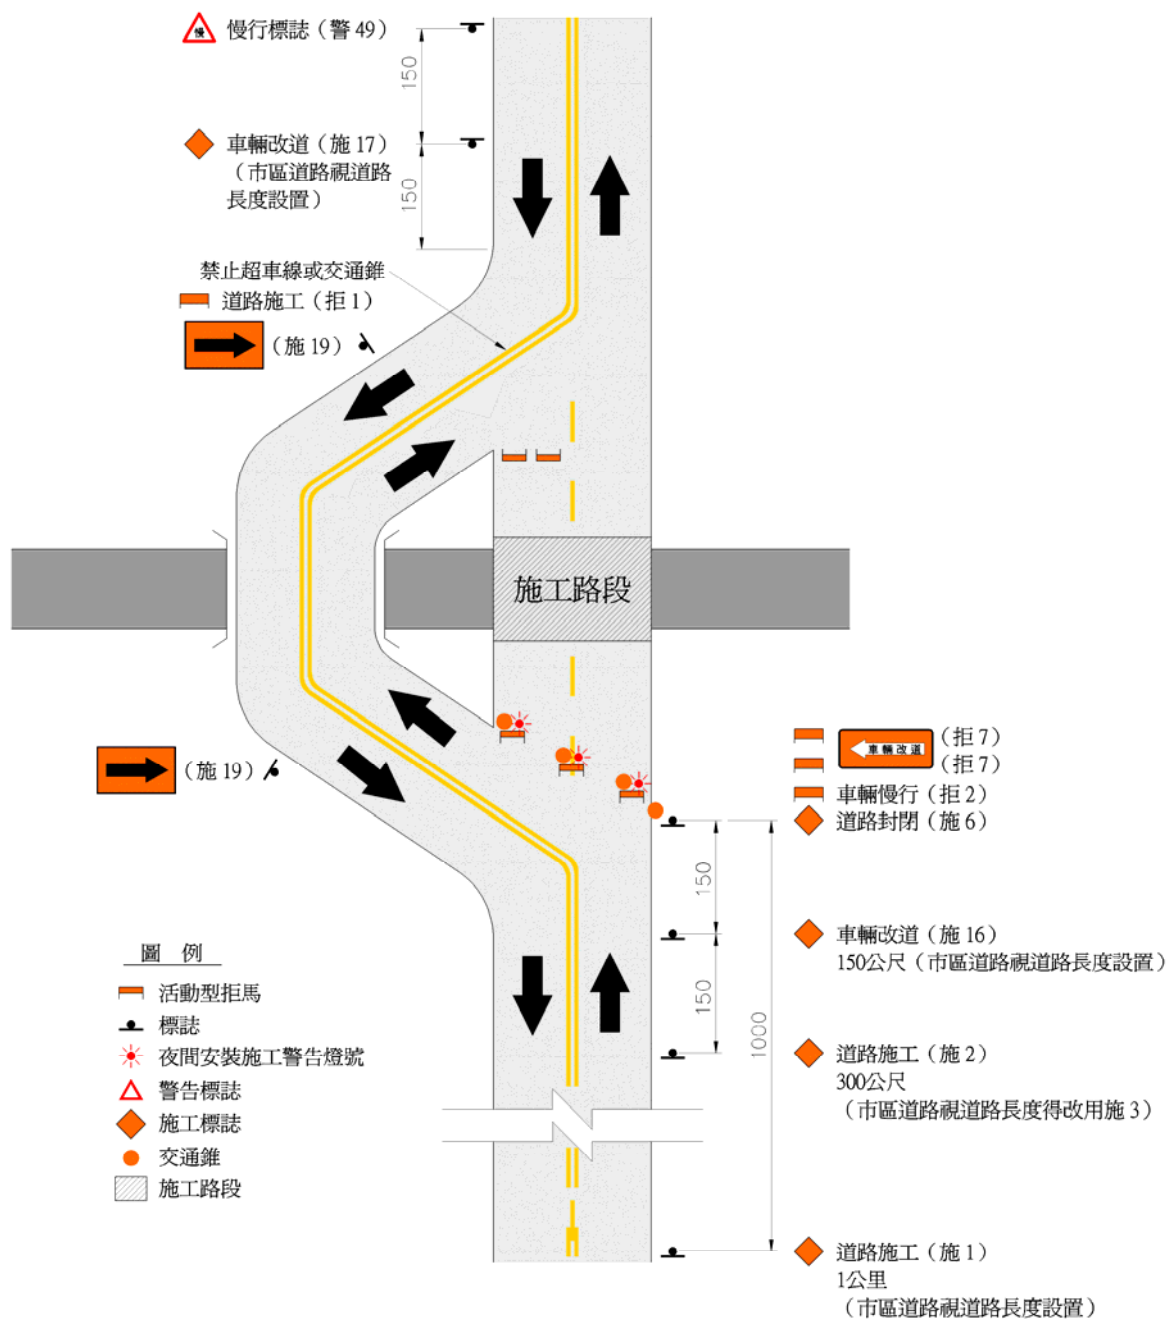 慢
慢行標誌（警 49）
150
車輛改道（施 17）
（市區道路視道路
長度設置）
150
禁止超車線或交通錐
道路施工（拒 1）
（施 19）
施工路段
（施 19）
（拒 7）
車輛改道
（拒 7）
車輛慢行（拒 2）
道路封閉（施 6）
150
車輛改道（施 16）
150公尺（市區道路視道路長度設置）
150
1000
道路施工（施 2）
300公尺
（市區道路視道路長度得改用施 3）
道路施工（施 1）
1公里
（市區道路視道路長度設置）
圖 例
活動型拒馬
標誌
夜間安裝施工警告燈號
警告標誌
施工標誌
交通錐
施工路段